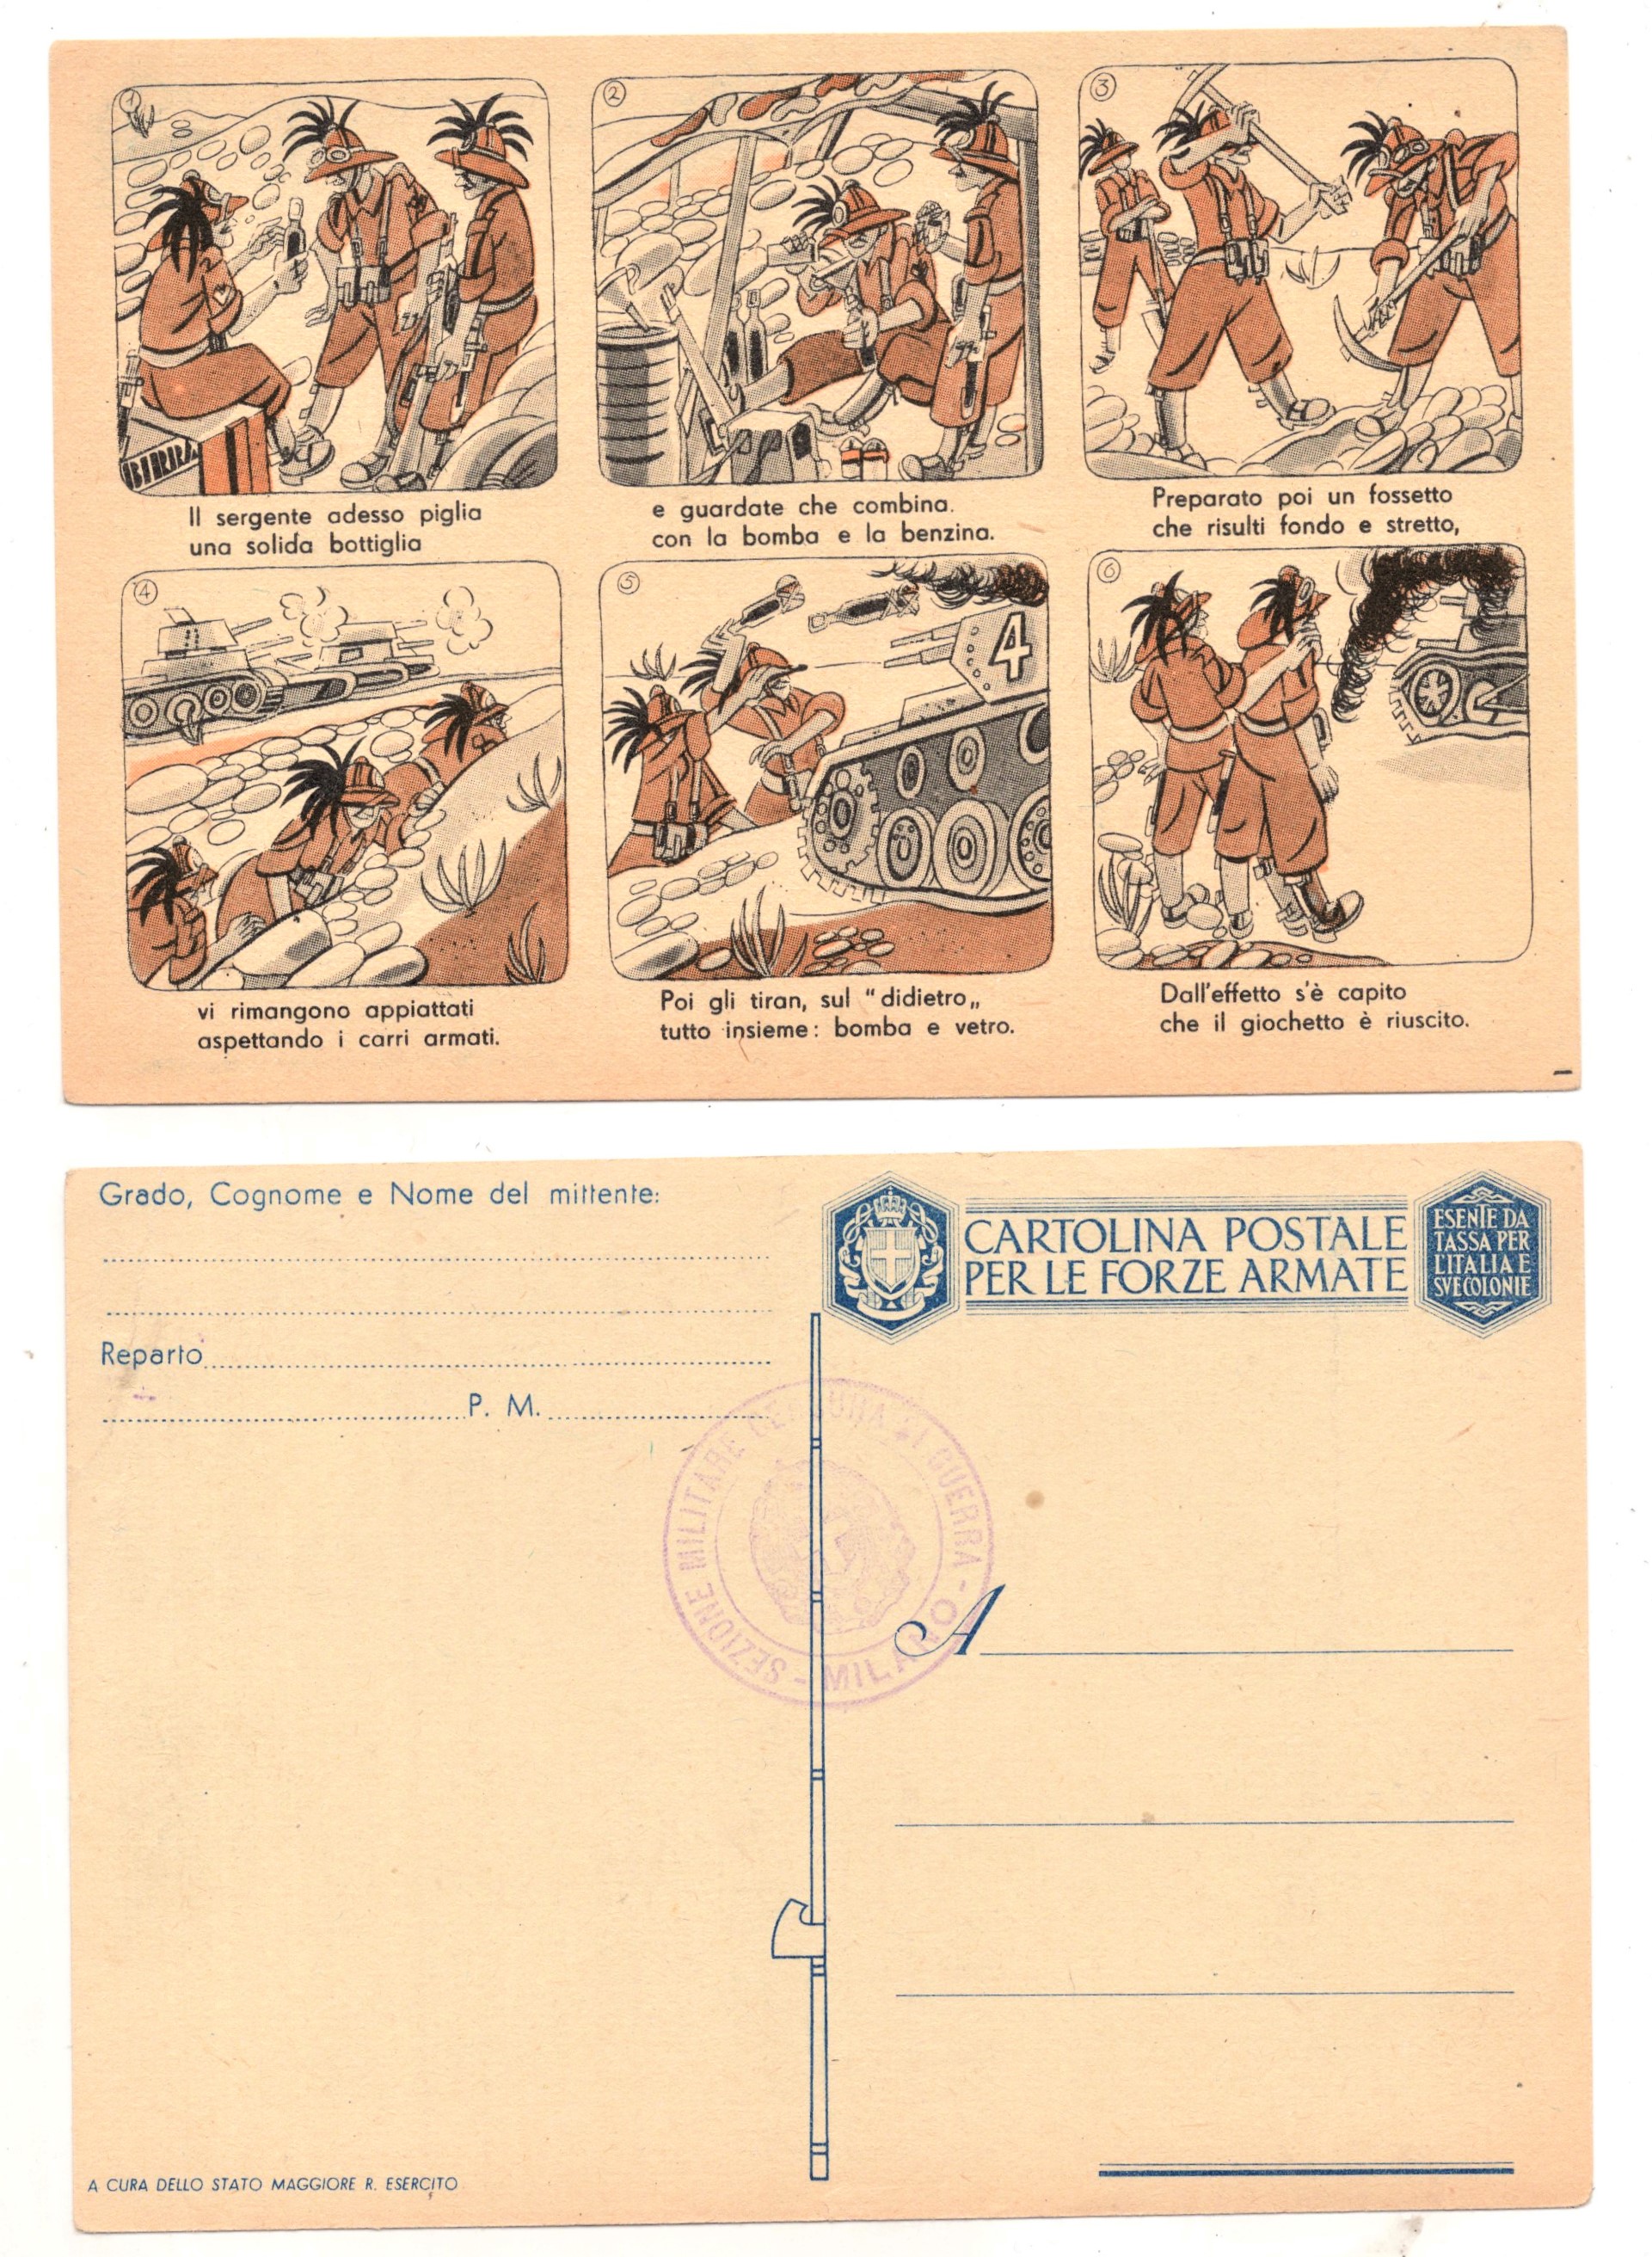 1
2
3
BIRRA
Il sergente adesso piglia
una solida bottiglia
e guardate che combina.
con la bomba e la benzina.
Preparato poi un fossetto
che risulti fondo e stretto,
4
5
6
4
vi rimangono appiattati
aspettando i carri armati.
Poi gli tiran, sul “didietro„
tutto insieme: bomba e vetro.
Dall'effetto s'è capito
che il giochetto è riuscito.
Grado, Cognome e Nome del mittente:
Reparto
P. M.
CARTOLINA POSTALE
PER LE FORZE ARMATE
ESENTE DA
TASSA PER
L'ITALIA E
SVE COLONIE
SEZIONE MILITARE CENSURA DI GUERRA - MILANO -
A
A CURA DELLO STATO MAGGIORE R. ESERCITO